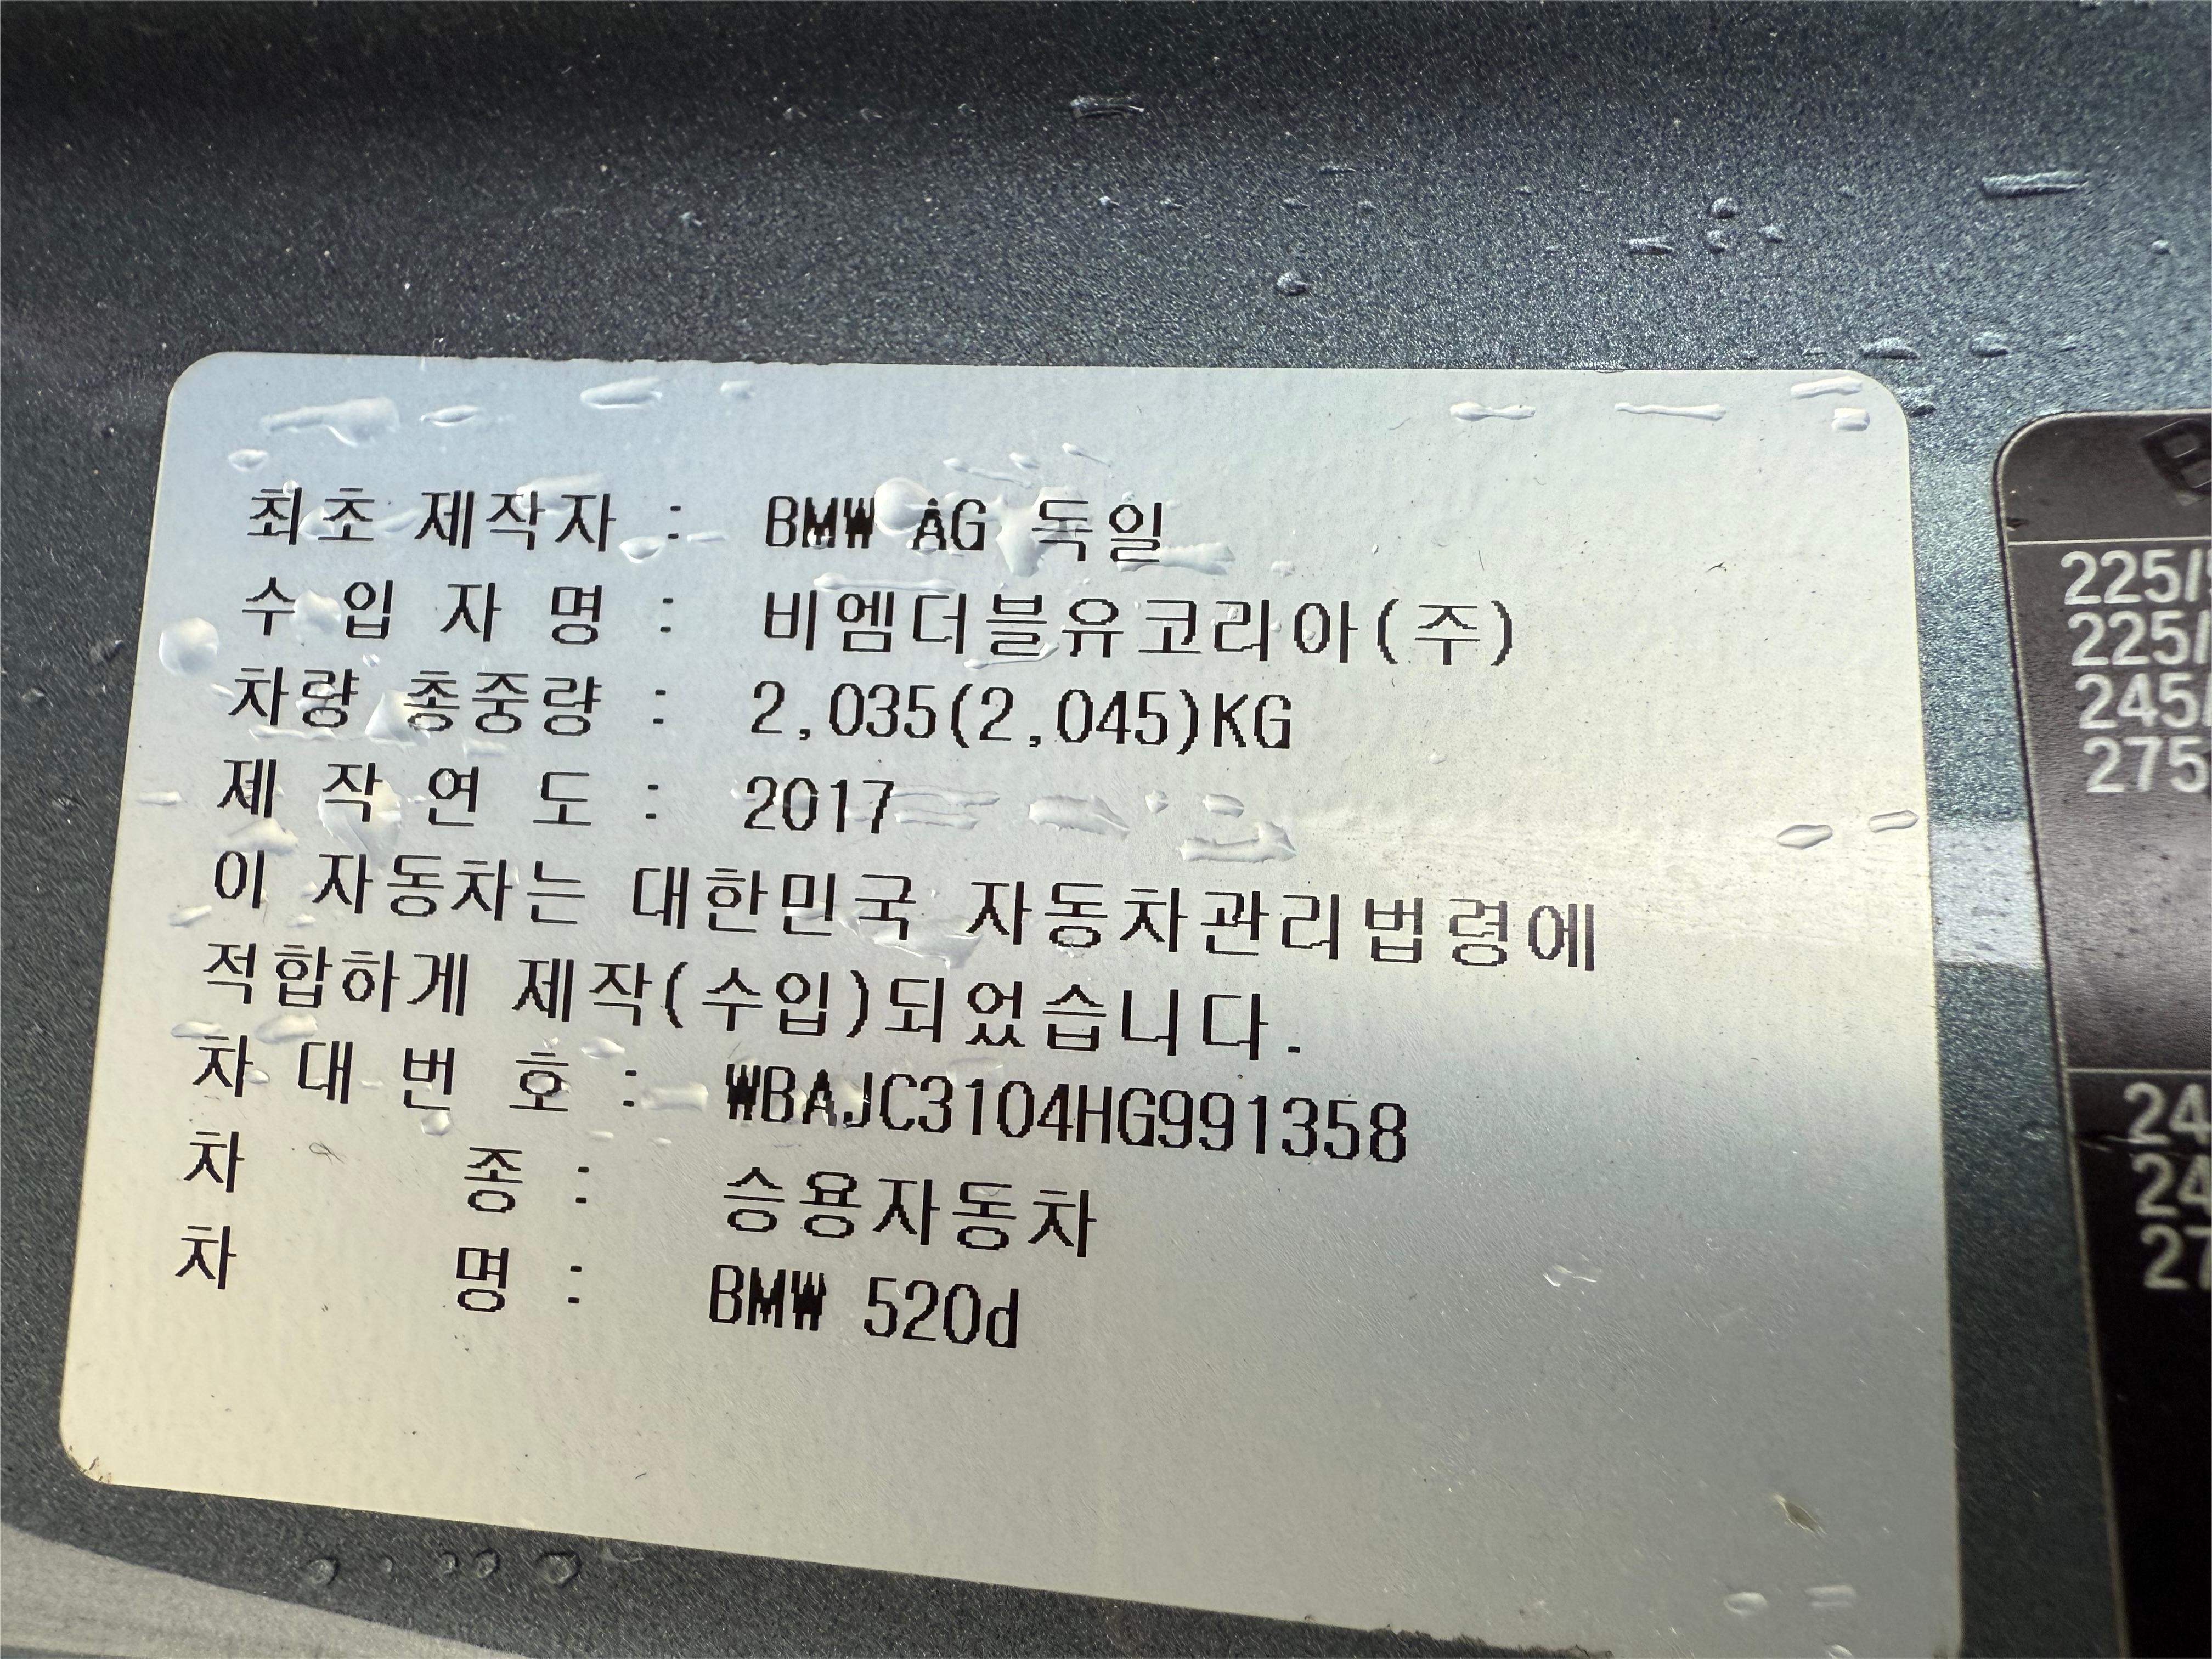 최초 제작자 : BMW AG 독일
수 입 자 명 : 비엠더블유코리아(주)
차량 총중량 : 2,035(2,045)KG
제 작 연 도 : 2017
이 자동차는 대한민국 자동차관리법령에
적합하게 제작(수입)되었습니다.
차 대 번 호 : WBAJC3104HG991358
차 종 : 승용자동차
차 명 : BMW 520d
225/
225/
245/
275
24
24
27